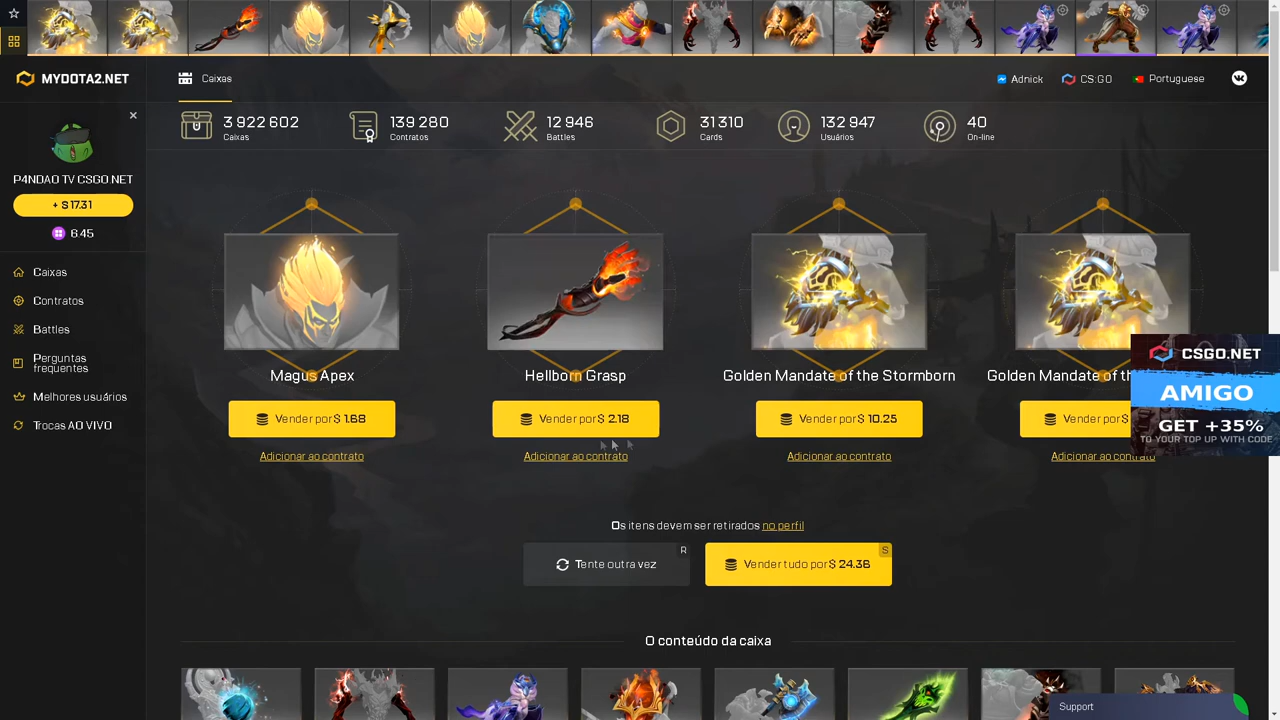 MYDOTA2.NET
Caixas
Adnick
CS:GO
Portuguese
3 922 602
Caixas
139 280
Contratos
12 946
Battles
31 310
Cards
132 947
Usuários
40
On-line
P4NDAO TV CSGO NET
+ $ 17.31
645
Caixas
Contratos
Battles
Perguntas
frequentes
Melhores usuários
Trocas AO VIVO
Magus Apex
Hellborn Grasp
Golden Mandate of the Stormborn
Golden Mandate of the
Vender por $ 1.68
Vender por $ 2.18
Vender por $ 10.25
Vender por $
Adicionar ao contrato
Adicionar ao contrato
Adicionar ao contrato
Adicionar ao contrato
CSGO.NET
AMIGO
GET +35%
TO YOUR TOP UP WITH CODE
Os itens devem ser retirados no perfil
Tente outra vez
R
Vender tudo por $ 24.36
S
O conteúdo da caixa
Support